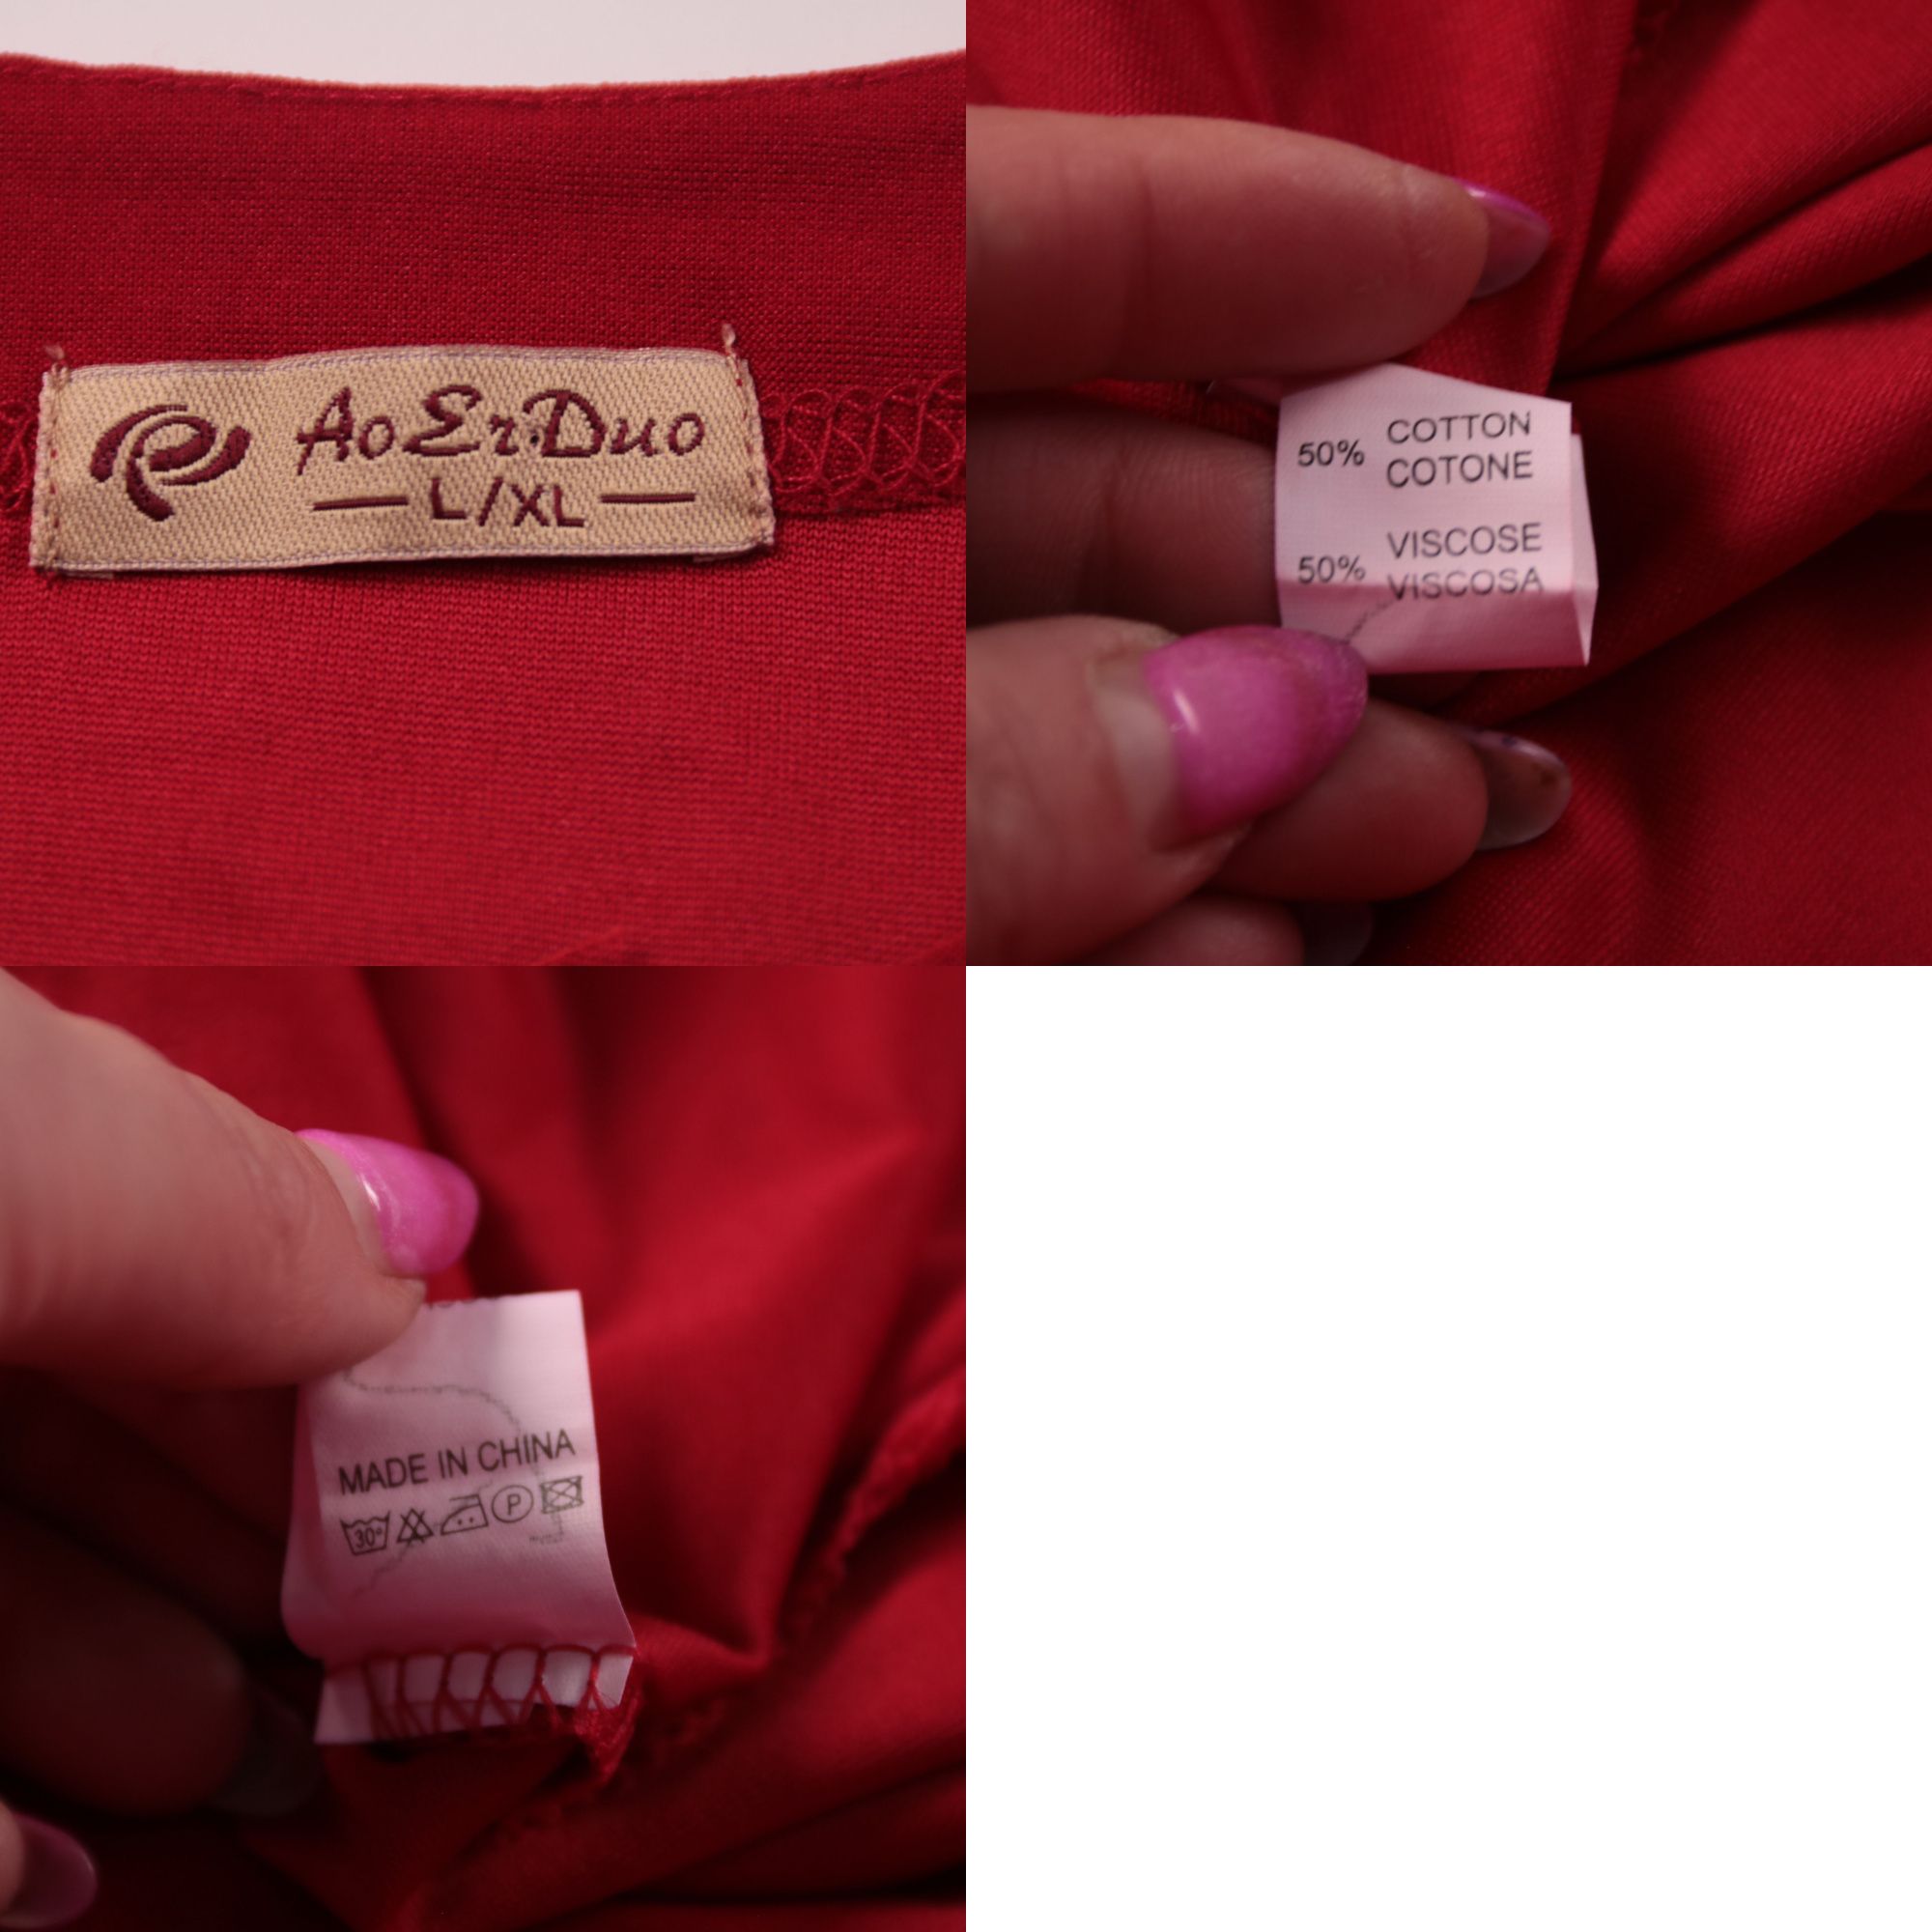 AoErDuo
L/XL
50% COTTON
COTONE
50% VISCOSE
VISCOSA
MADE IN CHINA
30°
P